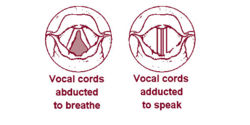 Vocal cords
abducted
to breathe
Vocal cords
adducted
to speak